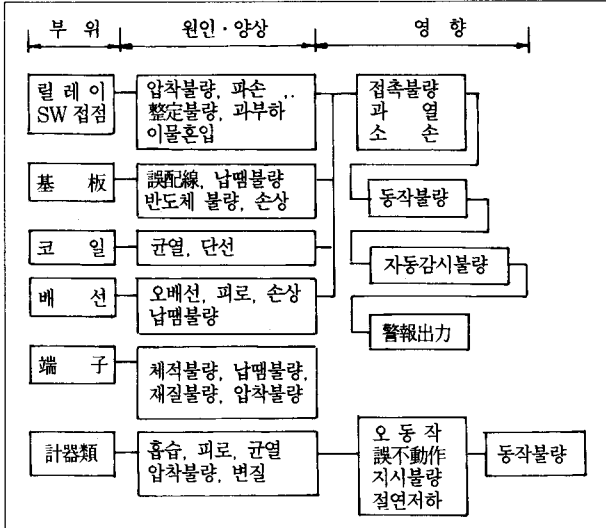 부 위 원인·양상 영 향
릴 레 이
SW 접점
압착불량, 파손 ..
整定불량, 과부하
이물혼입
접촉불량
과 열
소 손
基 板
誤配線, 납땜불량
반도체 불량, 손상
동작불량
코 일
균열, 단선
자동감시불량
배 선
오배선, 피로, 손상
납땜불량
警報出力
端 子
체적불량, 납땜불량,
재질불량, 압착불량
計器類
흡습, 피로, 균열
압착불량, 변질
오 동 작
誤不動作
지시불량
절연저하
동작불량